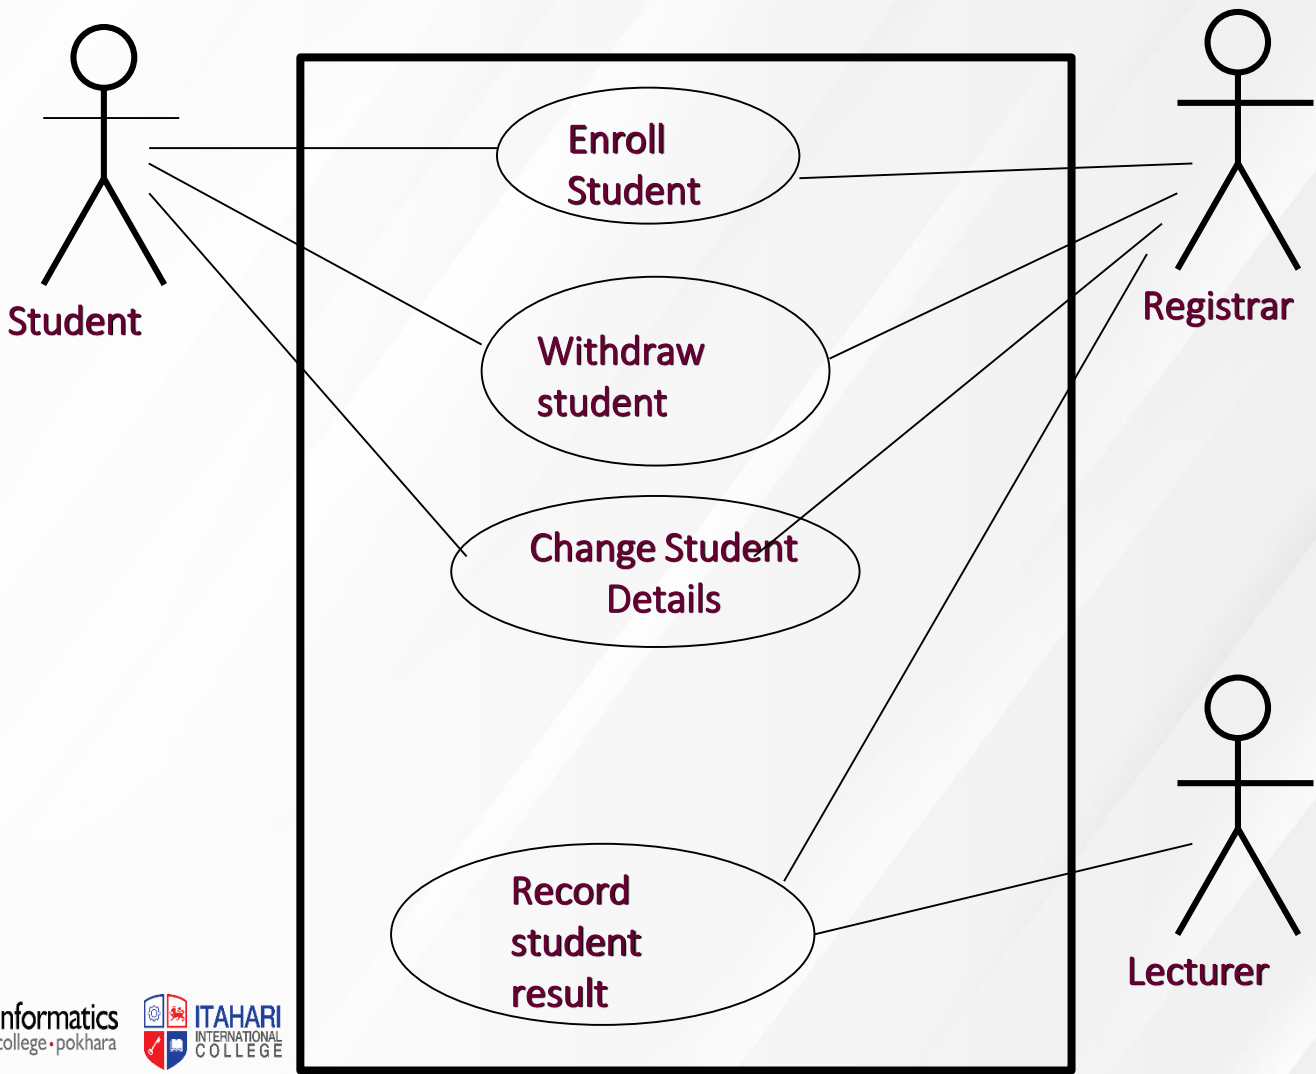 Enroll
Student
Student
Registrar
Withdraw
student
Change Student
Details
Record
student
result
Lecturer
nformatics
college•pokhara
ITAHARI
INTERNATIONAL
COLLEGE